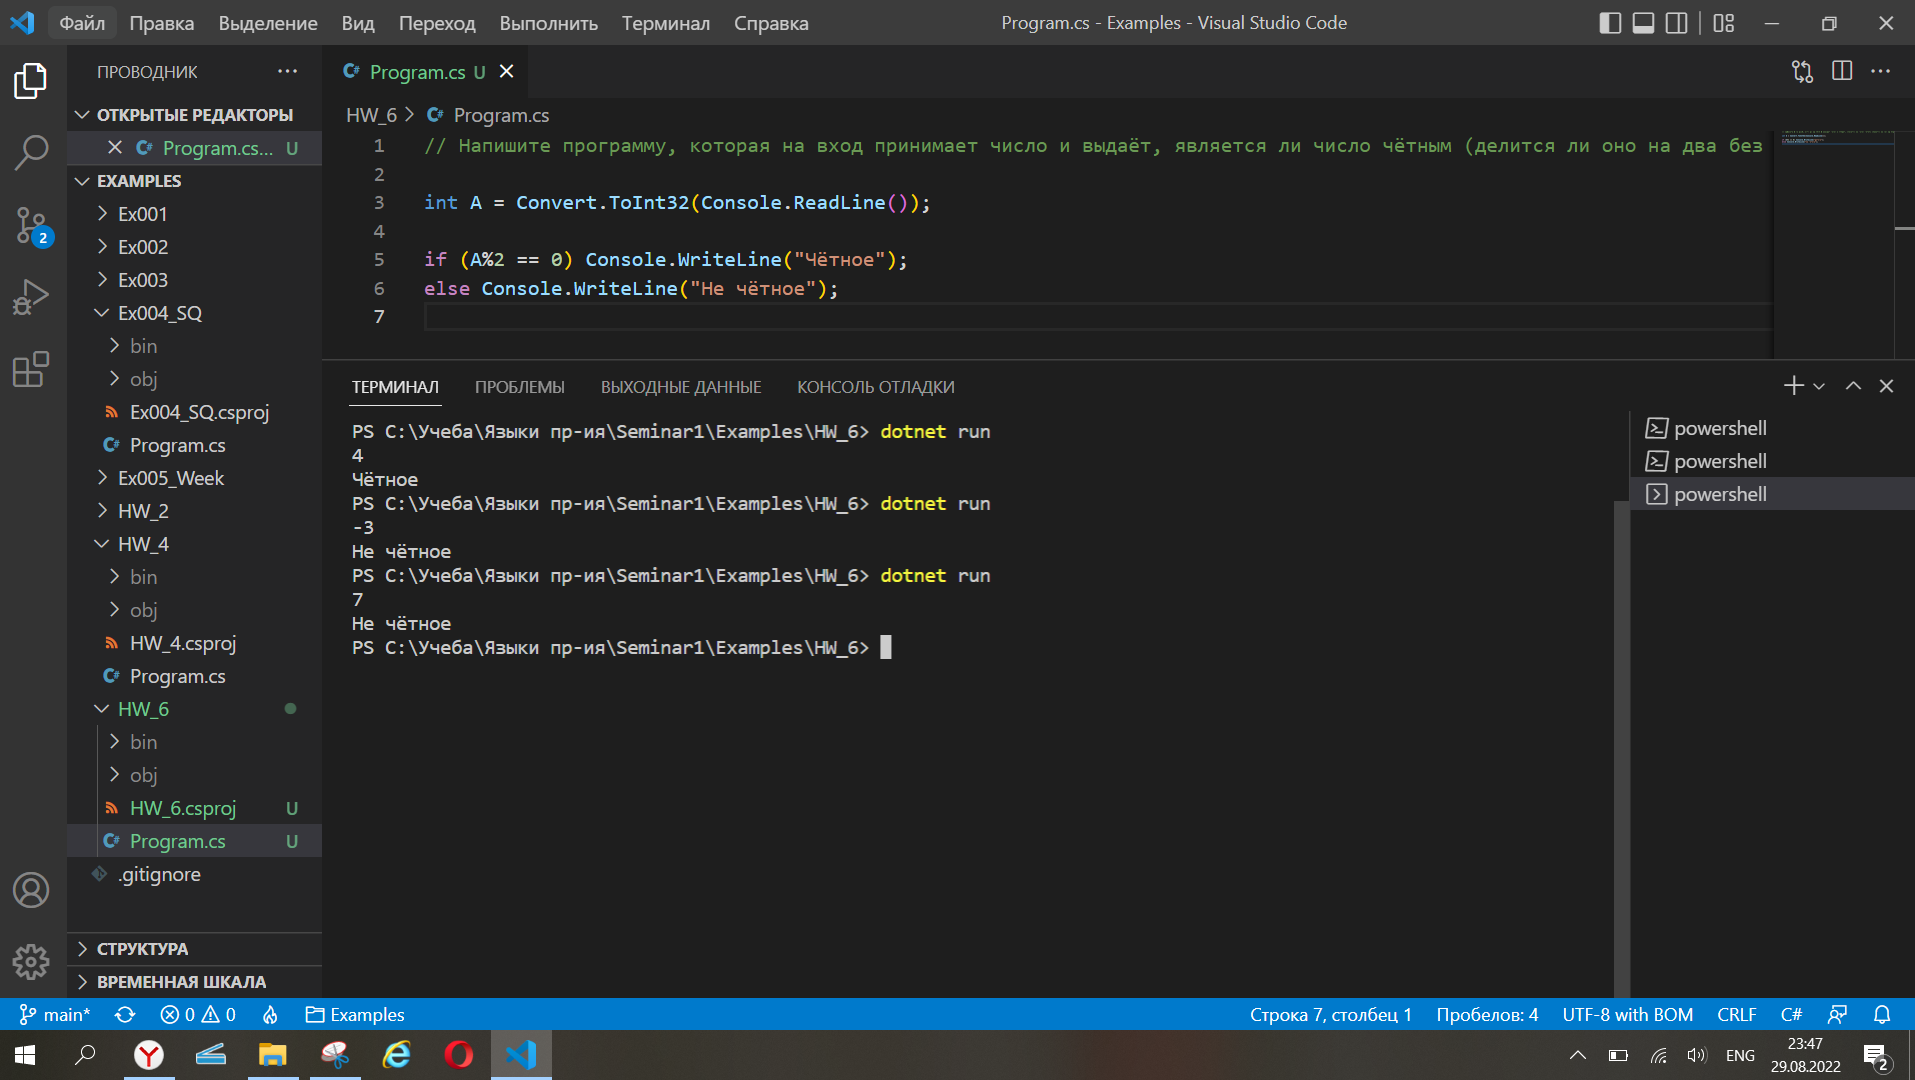 Файл Правка Выделение Вид Переход Выполнить Терминал Справка
Program.cs - Examples - Visual Studio Code
ПРОВОДНИК
ОТКРЫТЫЕ РЕДАКТОРЫ
Program.cs... U
EXAMPLES
Ex001
Ex002
Ex003
Ex004_SQ
bin
obj
Ex004_SQ.csproj
Program.cs
Ex005_Week
HW_2
HW_4
bin
obj
HW_4.csproj
Program.cs
HW_6
bin
obj
HW_6.csproj U
Program.cs U
.gitignore
СТРУКТУРА
ВРЕМЕННАЯ ШКАЛА
2
Program.cs U
HW_6 > Program.cs
1 // Напишите программу, которая на вход принимает число и выдаёт, является ли число чётным (делится ли оно на два без
2
3 int A = Convert.ToInt32(Console.ReadLine());
4
5 if (A%2 == 0) Console.WriteLine("Чётное");
6 else Console.WriteLine("Не чётное");
7
ТЕРМИНАЛ ПРОБЛЕМЫ ВЫХОДНЫЕ ДАННЫЕ КОНСОЛЬ ОТЛАДКИ
PS C:\Учеба\Языки пр-ия\Seminar1\Examples\HW_6> dotnet run
4
Чётное
PS C:\Учеба\Языки пр-ия\Seminar1\Examples\HW_6> dotnet run
-3
Не чётное
PS C:\Учеба\Языки пр-ия\Seminar1\Examples\HW_6> dotnet run
7
Не чётное
PS C:\Учеба\Языки пр-ия\Seminar1\Examples\HW_6>
powershell
powershell
powershell
main* 0 0 Examples
Строка 7, столбец 1 Пробелов: 4 UTF-8 with BOM CRLF C#
ENG
23:47
29.08.2022
2